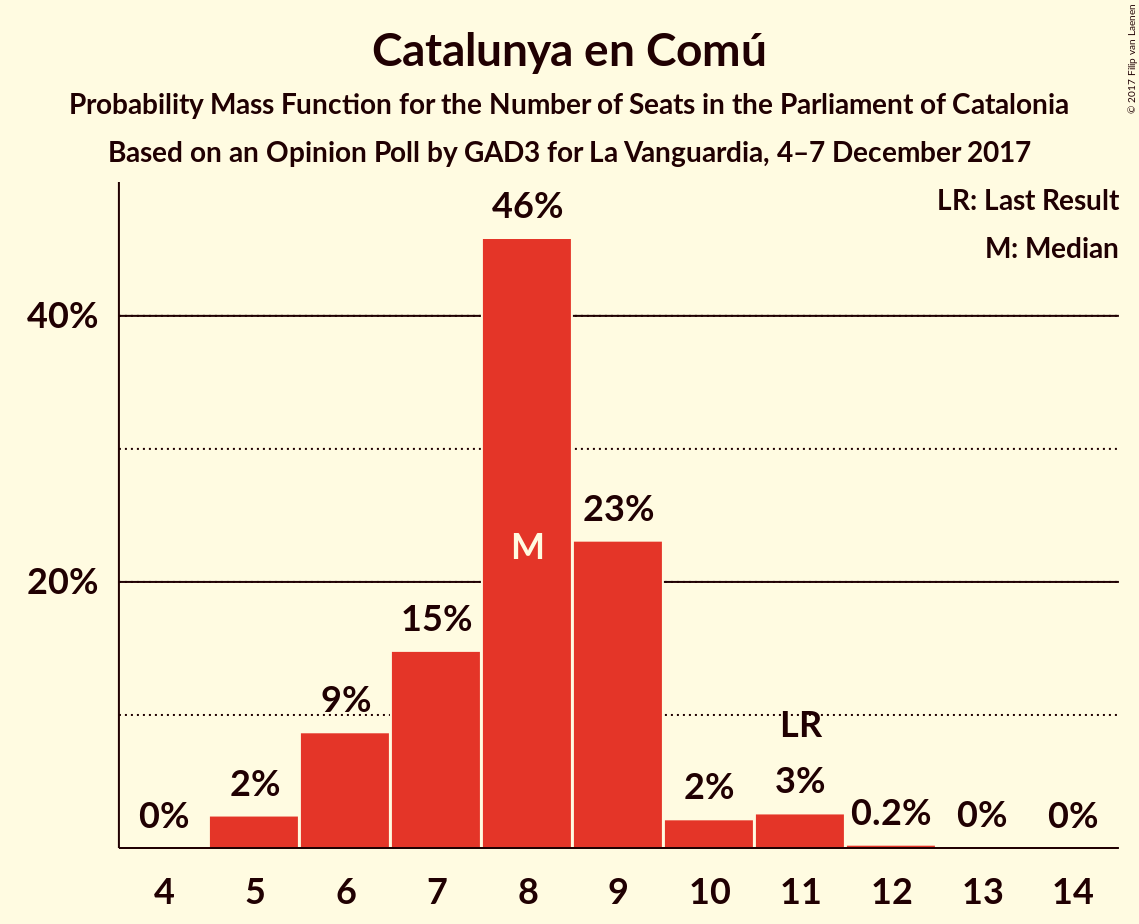 Catalunya en Comú
Probability Mass Function for the Number of Seats in the Parliament of Catalonia
Based on an Opinion Poll by GAD3 for La Vanguardia, 4–7 December 2017
© 2017 Filip van Laenen
LR: Last Result
M: Median
46%
40%
23%
M
20%
15%
9%
LR
2%
3%
2%
0%
0.2%
0%
0%
4 5 6 7 8 9 10 11 12 13 14